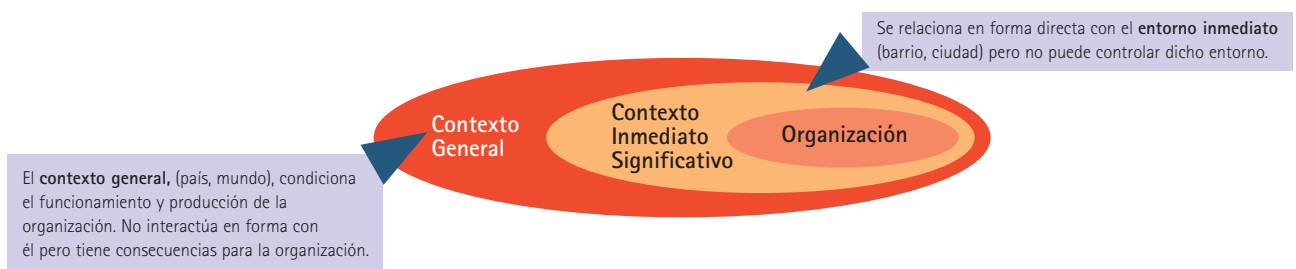 Se relaciona en forma directa con el entorno inmediato
(barrio, ciudad) pero no puede controlar dicho entorno.
Contexto
General
Contexto
Inmediato
Significativo
Organización
El contexto general, (país, mundo), condiciona
el funcionamiento y producción de la
organización. No interactúa en forma con
él pero tiene consecuencias para la organización.